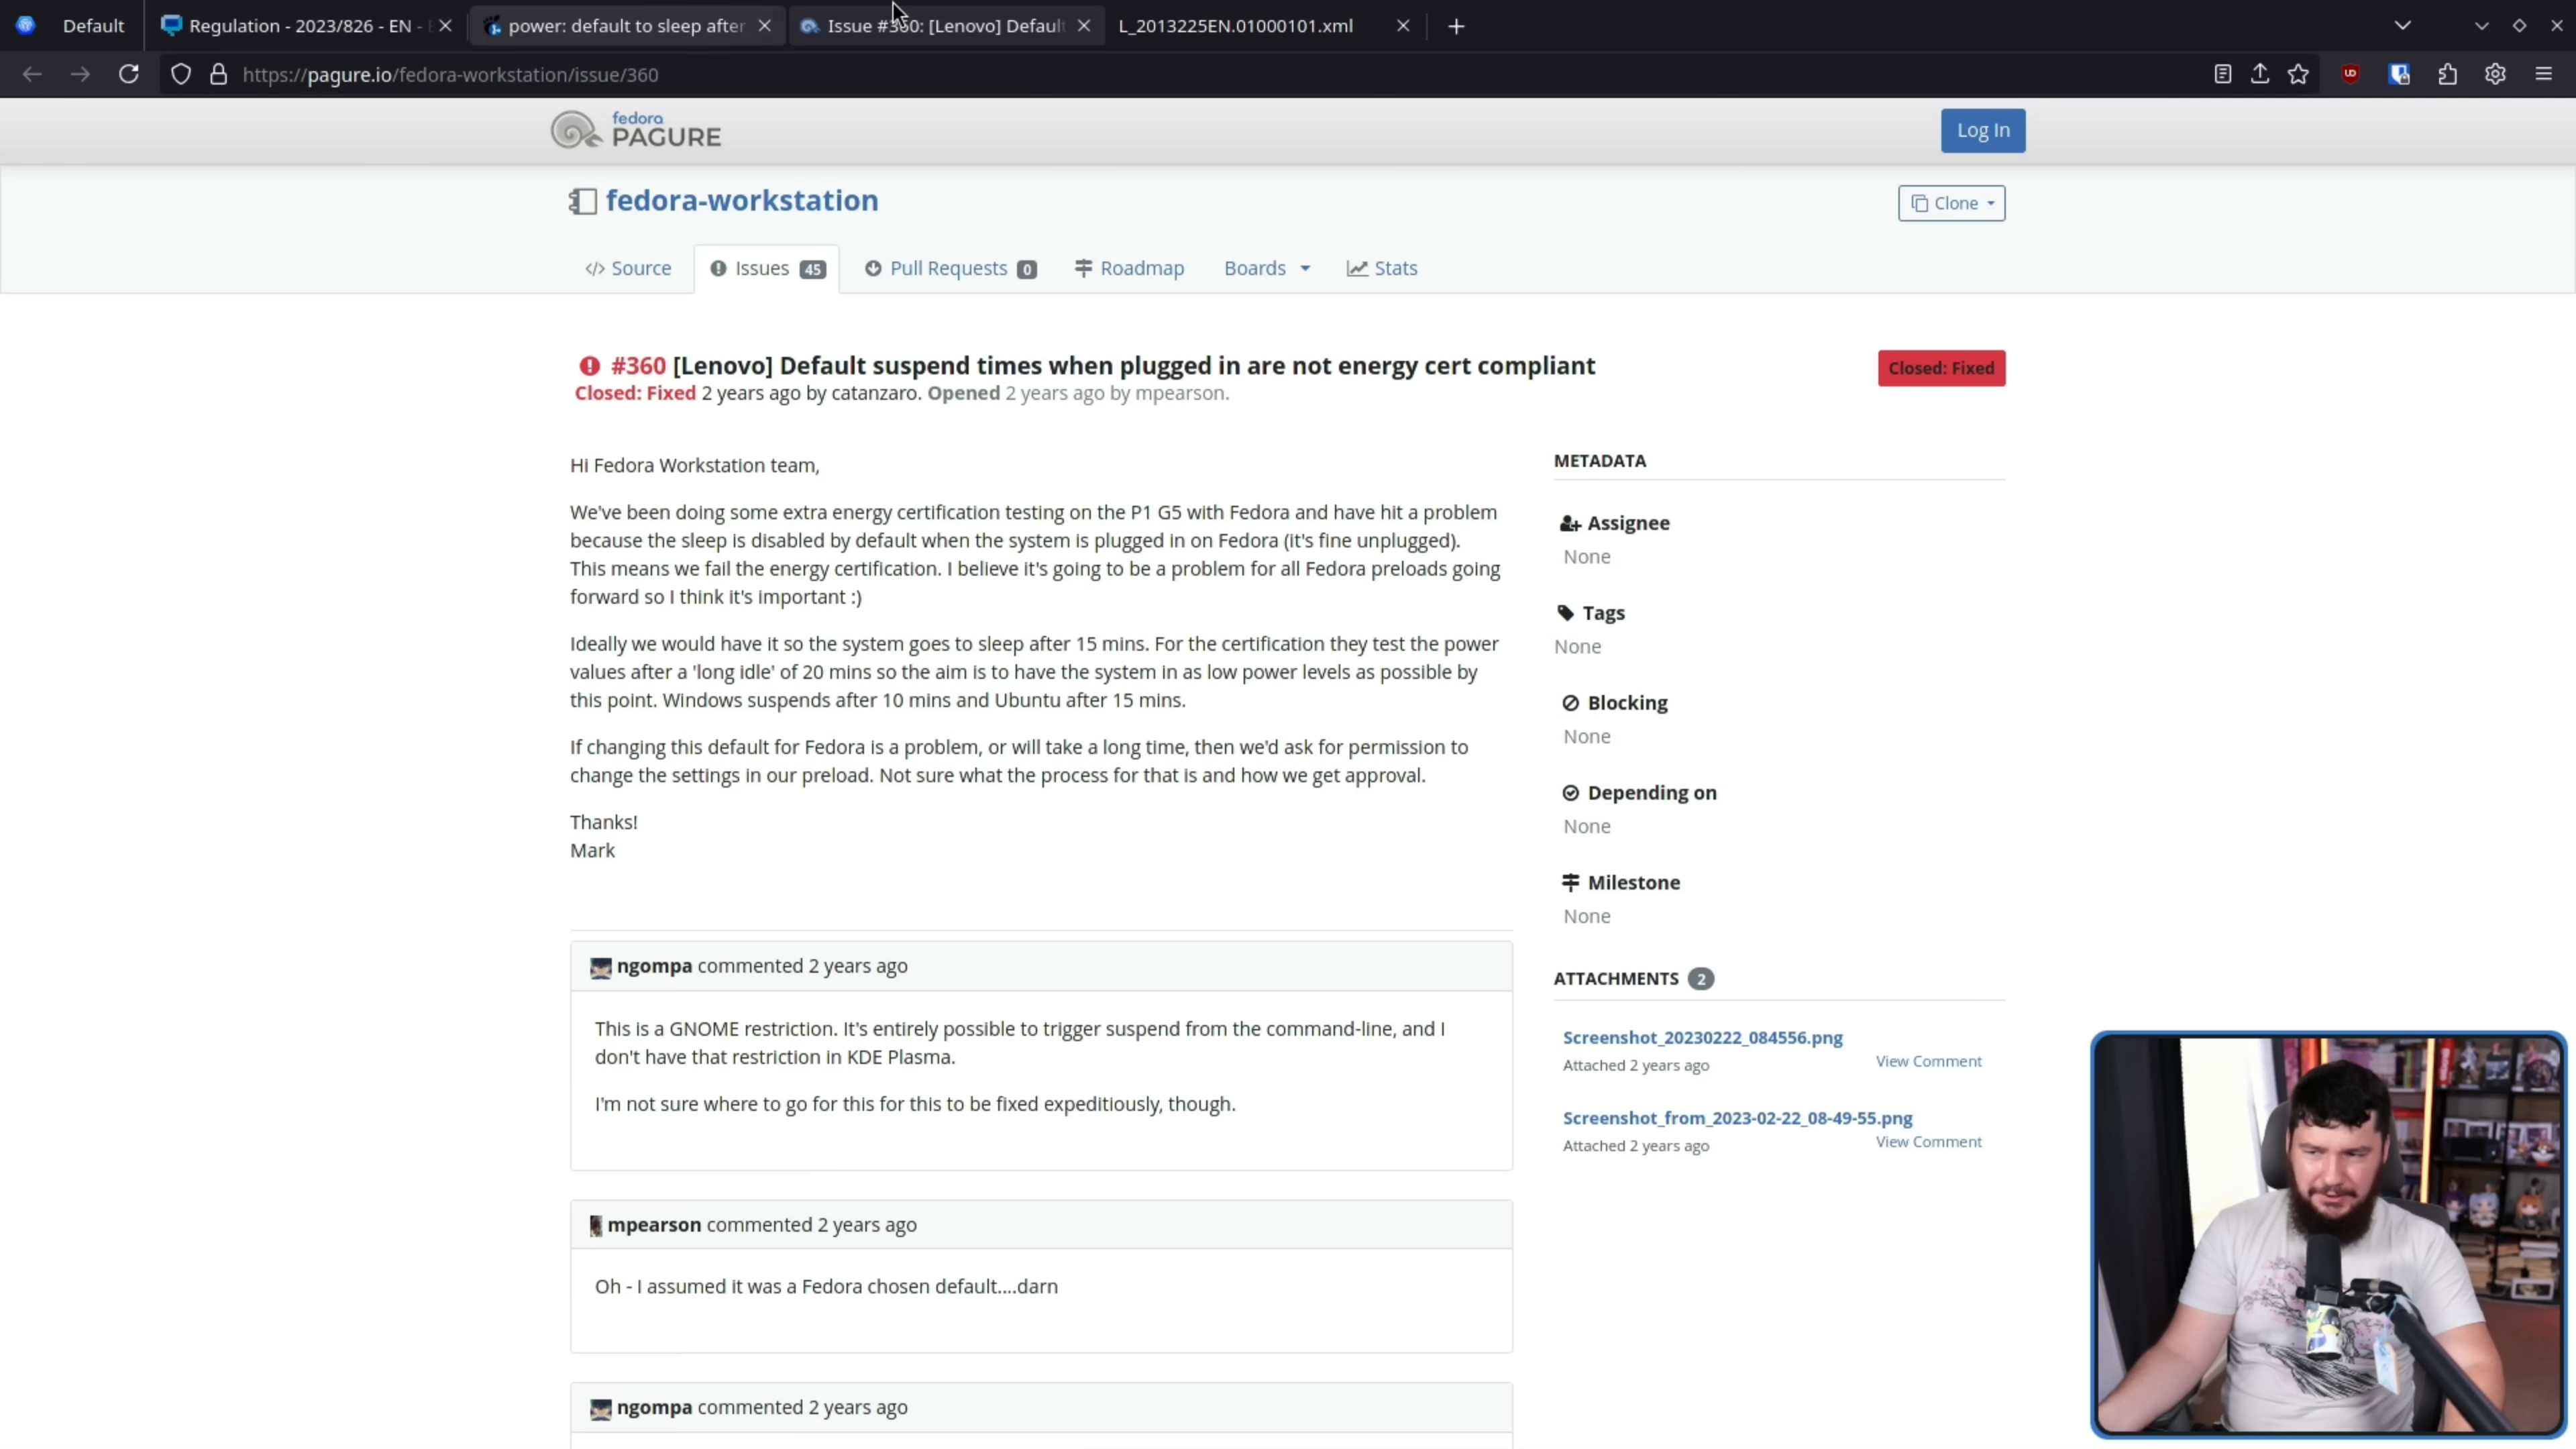 Default
Regulation - 2023/826 - EN -
power: default to sleep after
Issue #360: [Lenovo] Default
L_2013225EN.01000101.xml
https://pagure.io/fedora-workstation/issue/360
fedora
PAGURE
Log In
fedora-workstation
Clone
Source
Issues 45
Pull Requests 0
Roadmap
Boards
Stats
#360 [Lenovo] Default suspend times when plugged in are not energy cert compliant
Closed: Fixed
Closed: Fixed 2 years ago by catanzaro. Opened 2 years ago by mpearson.
Hi Fedora Workstation team,
We've been doing some extra energy certification testing on the P1 G5 with Fedora and have hit a problem
because the sleep is disabled by default when the system is plugged in on Fedora (it's fine unplugged).
This means we fail the energy certification. I believe it's going to be a problem for all Fedora preloads going
forward so I think it's important :)
Ideally we would have it so the system goes to sleep after 15 mins. For the certification they test the power
values after a 'long idle' of 20 mins so the aim is to have the system in as low power levels as possible by
this point. Windows suspends after 10 mins and Ubuntu after 15 mins.
If changing this default for Fedora is a problem, or will take a long time, then we'd ask for permission to
change the settings in our preload. Not sure what the process for that is and how we get approval.
Thanks!
Mark
ngompa commented 2 years ago
This is a GNOME restriction. It's entirely possible to trigger suspend from the command-line, and I
don't have that restriction in KDE Plasma.
I'm not sure where to go for this for this to be fixed expeditiously, though.
mpearson commented 2 years ago
Oh - I assumed it was a Fedora chosen default....darn
ngompa commented 2 years ago
METADATA
Assignee
None
Tags
None
Blocking
None
Depending on
None
Milestone
None
ATTACHMENTS 2
Screenshot_20230222_084556.png
Attached 2 years ago
View Comment
Screenshot_from_2023-02-22_08-49-55.png
Attached 2 years ago
View Comment